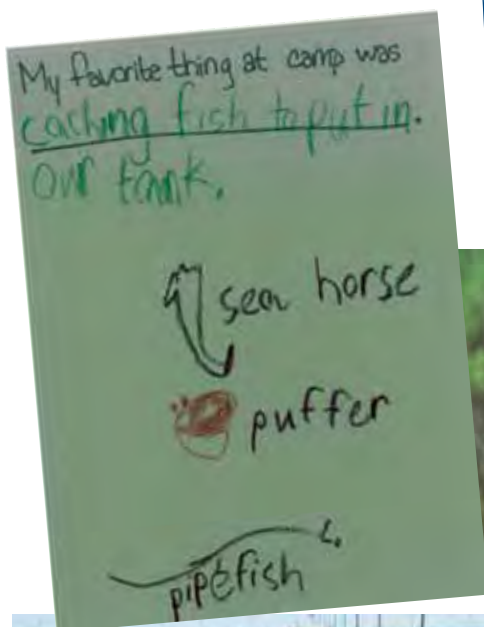 My favorite thing at camp was
caching fish to put in.
our tank.
sea horse
puffer
pipefish